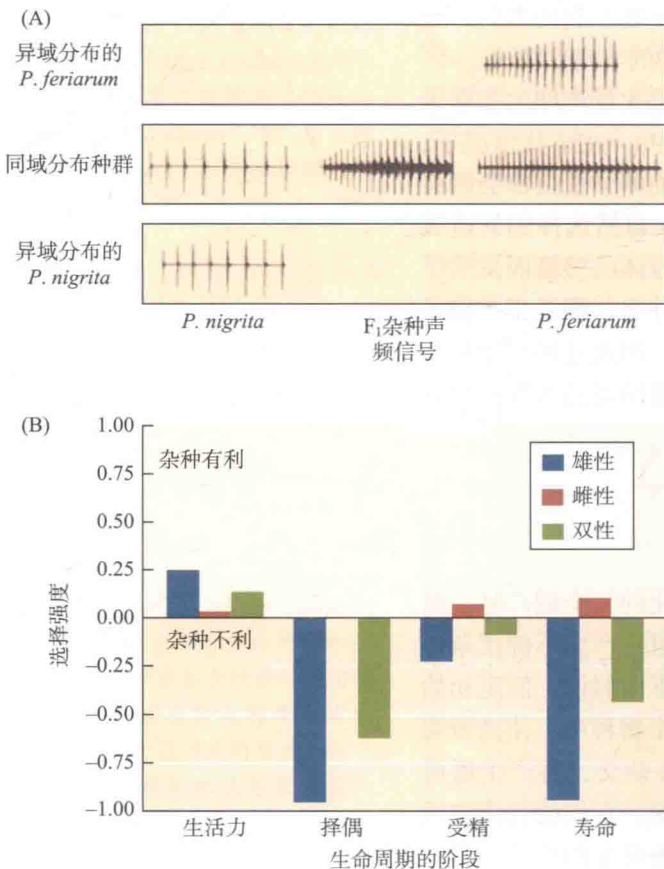 (A)
异域分布的
P. feriarum
同域分布种群
异域分布的
P. nigrita
P. nigrita
F₁杂种声
频信号
P. feriarum
(B)
1.00
0.75
0.50
0.25
0.00
−0.25
−0.50
−0.75
−1.00
选择强度
杂种有利
杂种不利
雄性
雌性
双性
生活力
择偶
受精
寿命
生命周期的阶段